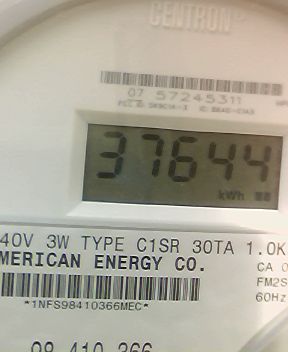 CENTRON
07 57245311
37644
kWh
40V 3W TYPE C1SR 30TA 1.0K
MERICAN ENERGY CO.
CA 0
FM2S
*1NFS98410366MEC*
60Hz
98 410 366